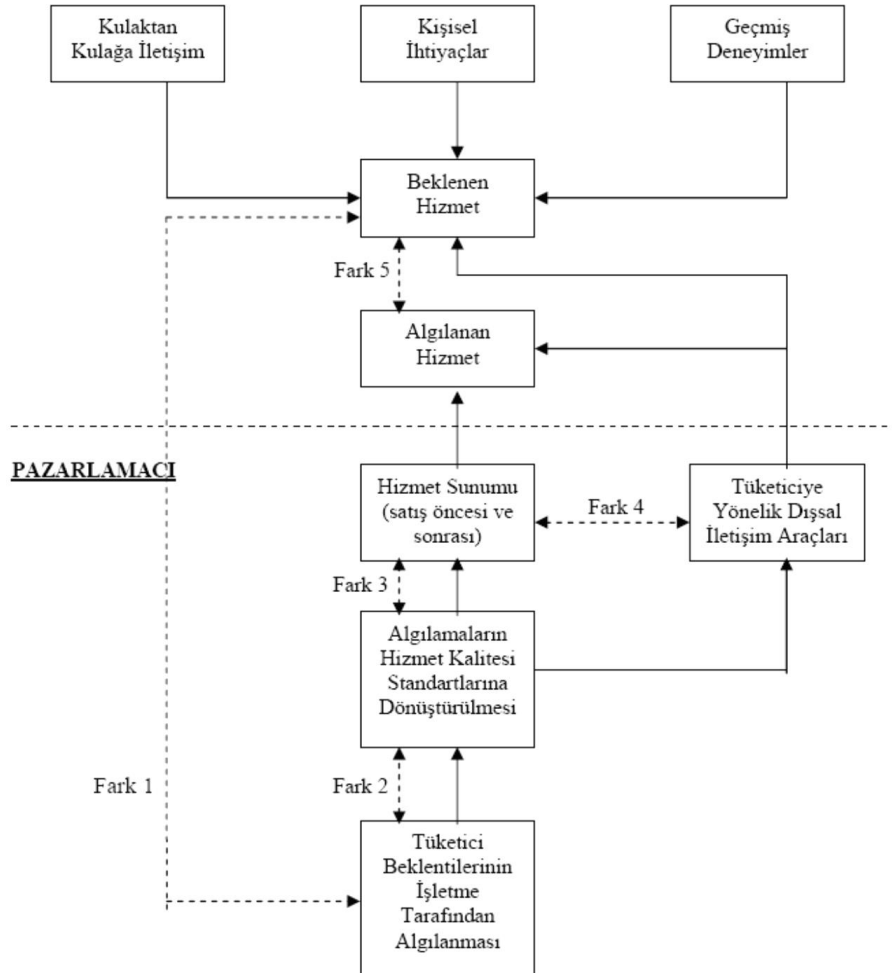 Kulaktan
Kulağa İletişim
Kişisel
İhtiyaçlar
Geçmiş
Deneyimler
Beklenen
Hizmet
Fark 5
Algılanan
Hizmet
PAZARLAMACI
Hizmet Sunumu
(satış öncesi ve
sonrası)
Fark 4
Tüketiciye
Yönelik Dışsal
İletişim Araçları
Fark 3
Algılamaların
Hizmet Kalitesi
Standartlarına
Dönüştürülmesi
Fark 1
Fark 2
Tüketici
Beklentilerinin
İşletme
Tarafından
Algılanması